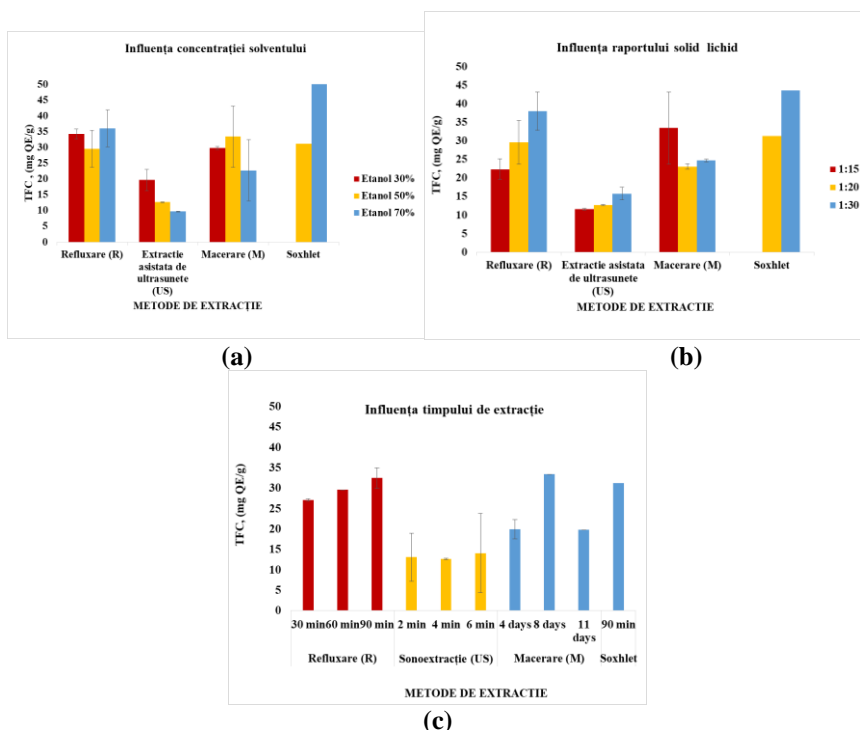 Influența concentrației solventului
TFC, (mg QE/g)
50
45
40
35
30
25
20
15
10
5
0
Refluxare (R)
Extractie asistata de ultrasunete (US)
Macerare (M)
Soxhlet
METODE DE EXTRACȚIE
Etanol 30%
Etanol 50%
Etanol 70%
(a)
Influența raportului solid lichid
TFC, (mg QE/g)
50
45
40
35
30
25
20
15
10
5
0
Refluxare (R)
Extractie asistata de ultrasunete (US)
Macerare (M)
Soxhlet
METODE DE EXTRACTIE
1:15
1:20
1:30
(b)
Influența timpului de extracție
TFC, (mg QE/g)
50
45
40
35
30
25
20
15
10
5
0
30 min 60 min 90 min 2 min 4 min 6 min 4 days 8 days 11 days 90 min
Refluxare (R) Sonoextracție (US) Macerare (M) Soxhlet
METODE DE EXTRACTIE
(c)